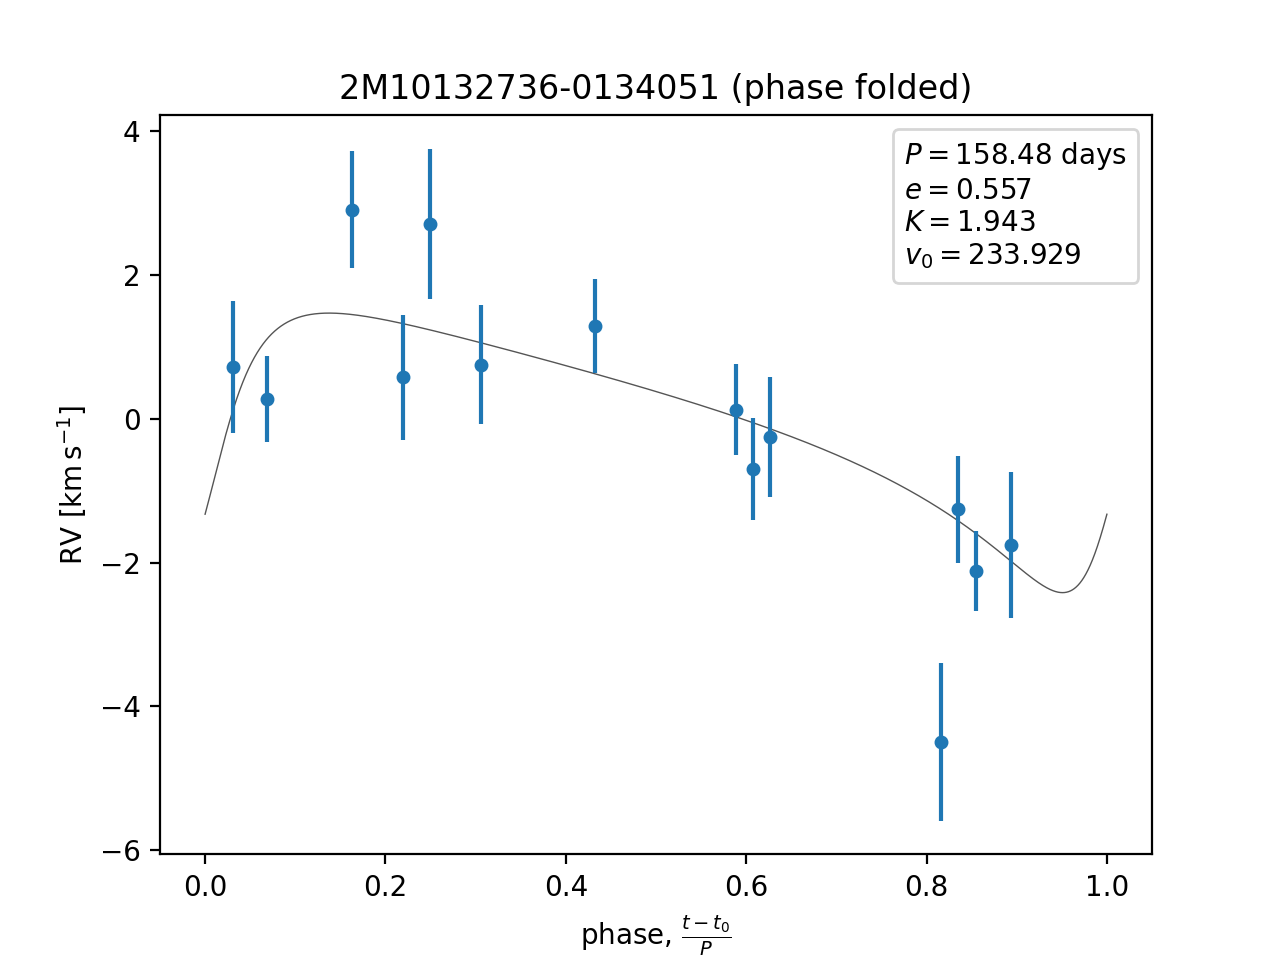 2M10132736-0134051 (phase folded)
P = 158.48 days
e = 0.557
K = 1.943
v₀ = 233.929
RV [km s⁻¹]
4
2
0
−2
−4
−6
0.0 0.2 0.4 0.6 0.8 1.0
phase, (t − t₀)/P